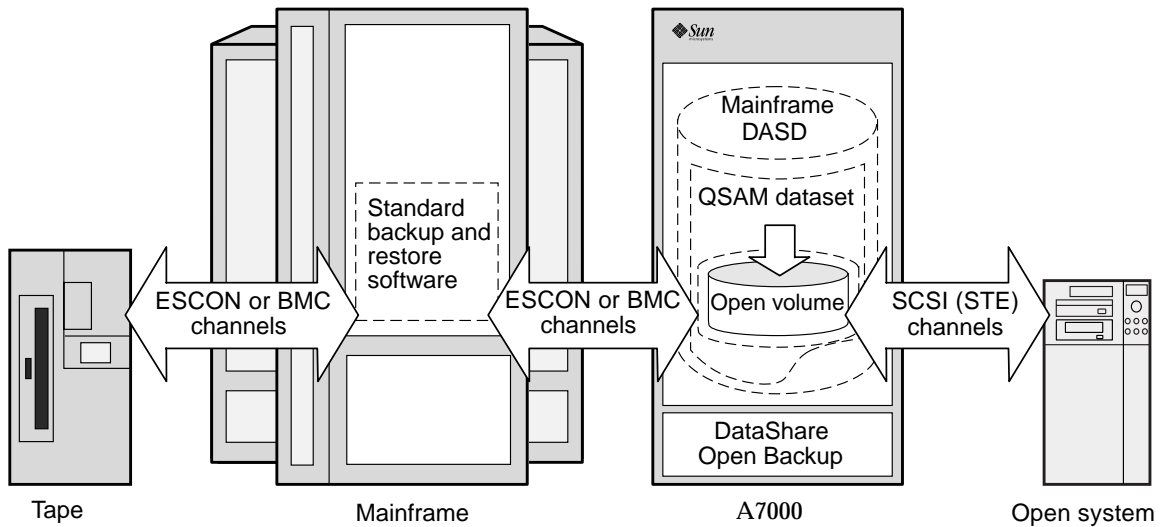 Sun
microsystems
Mainframe
DASD
QSAM dataset
Standard
backup and
restore
software
ESCON or BMC
channels
ESCON or BMC
channels
Open volume
SCSI (STE)
channels
DataShare
Open Backup
Tape
Mainframe
A7000
Open system